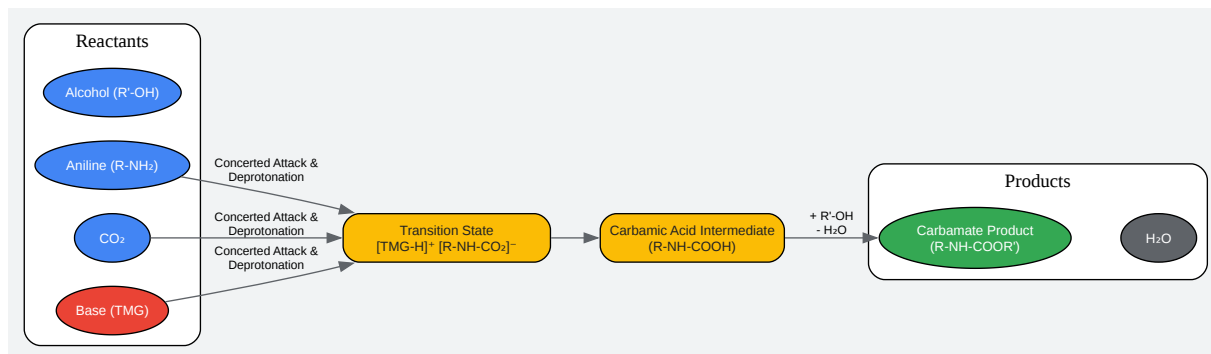 Reactants
Alcohol (R'-OH)
Aniline (R-NH₂)
CO₂
Base (TMG)
Concerted Attack &
Deprotonation
Concerted Attack &
Deprotonation
Concerted Attack &
Deprotonation
Transition State
[TMG-H]⁺ [R-NH-CO₂]⁻
Carbamic Acid Intermediate
(R-NH-COOH)
+ R'-OH
- H₂O
Products
Carbamate Product
(R-NH-COOR')
H₂O